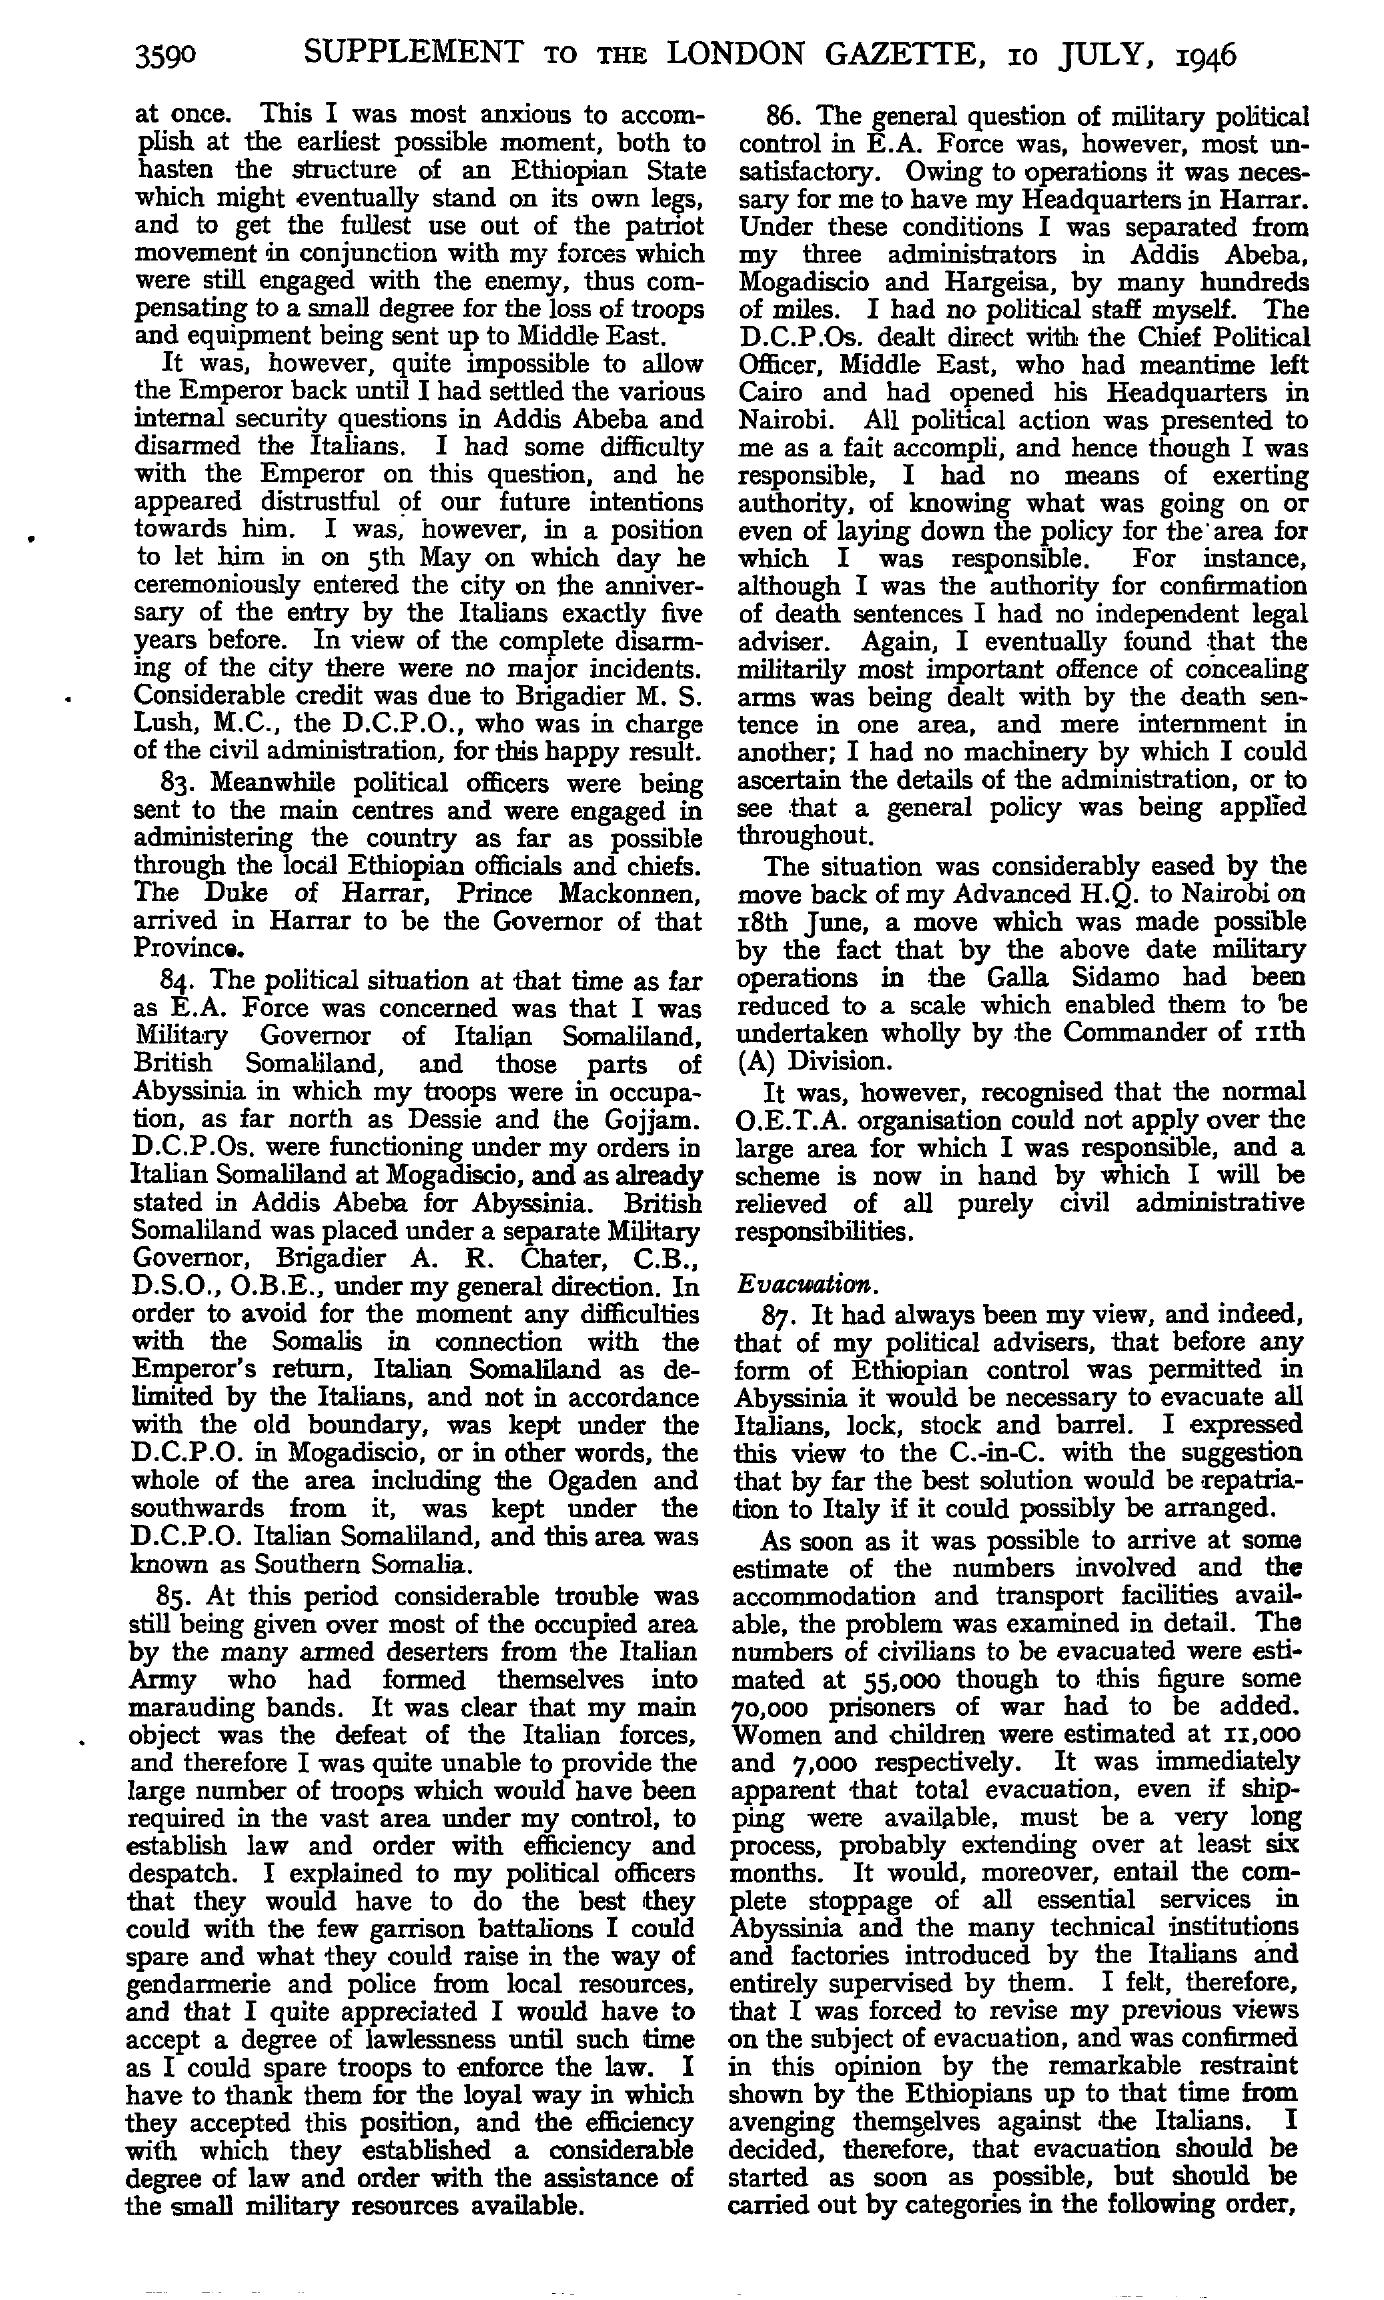 3590 SUPPLEMENT TO THE LONDON GAZETTE, 10 JULY, 1946
at once. This I was most anxious to accom-
plish at the earliest possible moment, both to
hasten the structure of an Ethiopian State
which might eventually stand on its own legs,
and to get the fullest use out of the patriot
movement in conjunction with my forces which
were still engaged with the enemy, thus com-
pensating to a small degree for the loss of troops
and equipment being sent up to Middle East.
It was, however, quite impossible to allow
the Emperor back until I had settled the various
internal security questions in Addis Abeba and
disarmed the Italians. I had some difficulty
with the Emperor on this question, and he
appeared distrustful of our future intentions
towards him. I was, however, in a position
to let him in on 5th May on which day he
ceremoniously entered the city on the anniver-
sary of the entry by the Italians exactly five
years before. In view of the complete disarm-
ing of the city there were no major incidents.
Considerable credit was due to Brigadier M. S.
Lush, M.C., the D.C.P.O., who was in charge
of the civil administration, for this happy result.
83. Meanwhile political officers were being
sent to the main centres and were engaged in
administering the country as far as possible
through the local Ethiopian officials and chiefs.
The Duke of Harrar, Prince Mackonnen,
arrived in Harrar to be the Governor of that
Province.
84. The political situation at that time as far
as E.A. Force was concerned was that I was
Military Governor of Italian Somaliland,
British Somaliland, and those parts of
Abyssinia in which my troops were in occupa-
tion, as far north as Dessie and the Gojjam.
D.C.P.Os. were functioning under my orders in
Italian Somaliland at Mogadiscio, and as already
stated in Addis Abeba for Abyssinia. British
Somaliland was placed under a separate Military
Governor, Brigadier A. R. Chater, C.B.,
D.S.O., O.B.E., under my general direction. In
order to avoid for the moment any difficulties
with the Somalis in connection with the
Emperor's return, Italian Somaliland as de-
limited by the Italians, and not in accordance
with the old boundary, was kept under the
D.C.P.O. in Mogadiscio, or in other words, the
whole of the area including the Ogaden and
southwards from it, was kept under the
D.C.P.O. Italian Somaliland, and this area was
known as Southern Somalia.
85. At this period considerable trouble was
still being given over most of the occupied area
by the many armed deserters from the Italian
Army who had formed themselves into
marauding bands. It was clear that my main
object was the defeat of the Italian forces,
and therefore I was quite unable to provide the
large number of troops which would have been
required in the vast area under my control, to
establish law and order with efficiency and
despatch. I explained to my political officers
that they would have to do the best they
could with the few garrison battalions I could
spare and what they could raise in the way of
gendarmerie and police from local resources,
and that I quite appreciated I would have to
accept a degree of lawlessness until such time
as I could spare troops to enforce the law. I
have to thank them for the loyal way in which
they accepted this position, and the efficiency
with which they established a considerable
degree of law and order with the assistance of
the small military resources available.
86. The general question of military political
control in E.A. Force was, however, most un-
satisfactory. Owing to operations it was neces-
sary for me to have my Headquarters in Harrar.
Under these conditions I was separated from
my three administrators in Addis Abeba,
Mogadiscio and Hargeisa, by many hundreds
of miles. I had no political staff myself. The
D.C.P.Os. dealt direct with the Chief Political
Officer, Middle East, who had meantime left
Cairo and had opened his Headquarters in
Nairobi. All political action was presented to
me as a fait accompli, and hence though I was
responsible, I had no means of exerting
authority, of knowing what was going on or
even of laying down the policy for the area for
which I was responsible. For instance,
although I was the authority for confirmation
of death sentences I had no independent legal
adviser. Again, I eventually found that the
militarily most important offence of concealing
arms was being dealt with by the death sen-
tence in one area, and mere internment in
another; I had no machinery by which I could
ascertain the details of the administration, or to
see that a general policy was being applied
throughout.
The situation was considerably eased by the
move back of my Advanced H.Q. to Nairobi on
18th June, a move which was made possible
by the fact that by the above date military
operations in the Galla Sidamo had been
reduced to a scale which enabled them to be
undertaken wholly by the Commander of 11th
(A) Division.
It was, however, recognised that the normal
O.E.T.A. organisation could not apply over the
large area for which I was responsible, and a
scheme is now in hand by which I will be
relieved of all purely civil administrative
responsibilities.
Evacuation.
87. It had always been my view, and indeed,
that of my political advisers, that before any
form of Ethiopian control was permitted in
Abyssinia it would be necessary to evacuate all
Italians, lock, stock and barrel. I expressed
this view to the C.-in-C. with the suggestion
that by far the best solution would be repatria-
tion to Italy if it could possibly be arranged.
As soon as it was possible to arrive at some
estimate of the numbers involved and the
accommodation and transport facilities avail-
able, the problem was examined in detail. The
numbers of civilians to be evacuated were esti-
mated at 55,000 though to this figure some
70,000 prisoners of war had to be added.
Women and children were estimated at 11,000
and 7,000 respectively. It was immediately
apparent that total evacuation, even if ship-
ping were available, must be a very long
process, probably extending over at least six
months. It would, moreover, entail the com-
plete stoppage of all essential services in
Abyssinia and the many technical institutions
and factories introduced by the Italians and
entirely supervised by them. I felt, therefore,
that I was forced to revise my previous views
on the subject of evacuation, and was confirmed
in this opinion by the remarkable restraint
shown by the Ethiopians up to that time from
avenging themselves against the Italians. I
decided, therefore, that evacuation should be
started as soon as possible, but should be
carried out by categories in the following order,